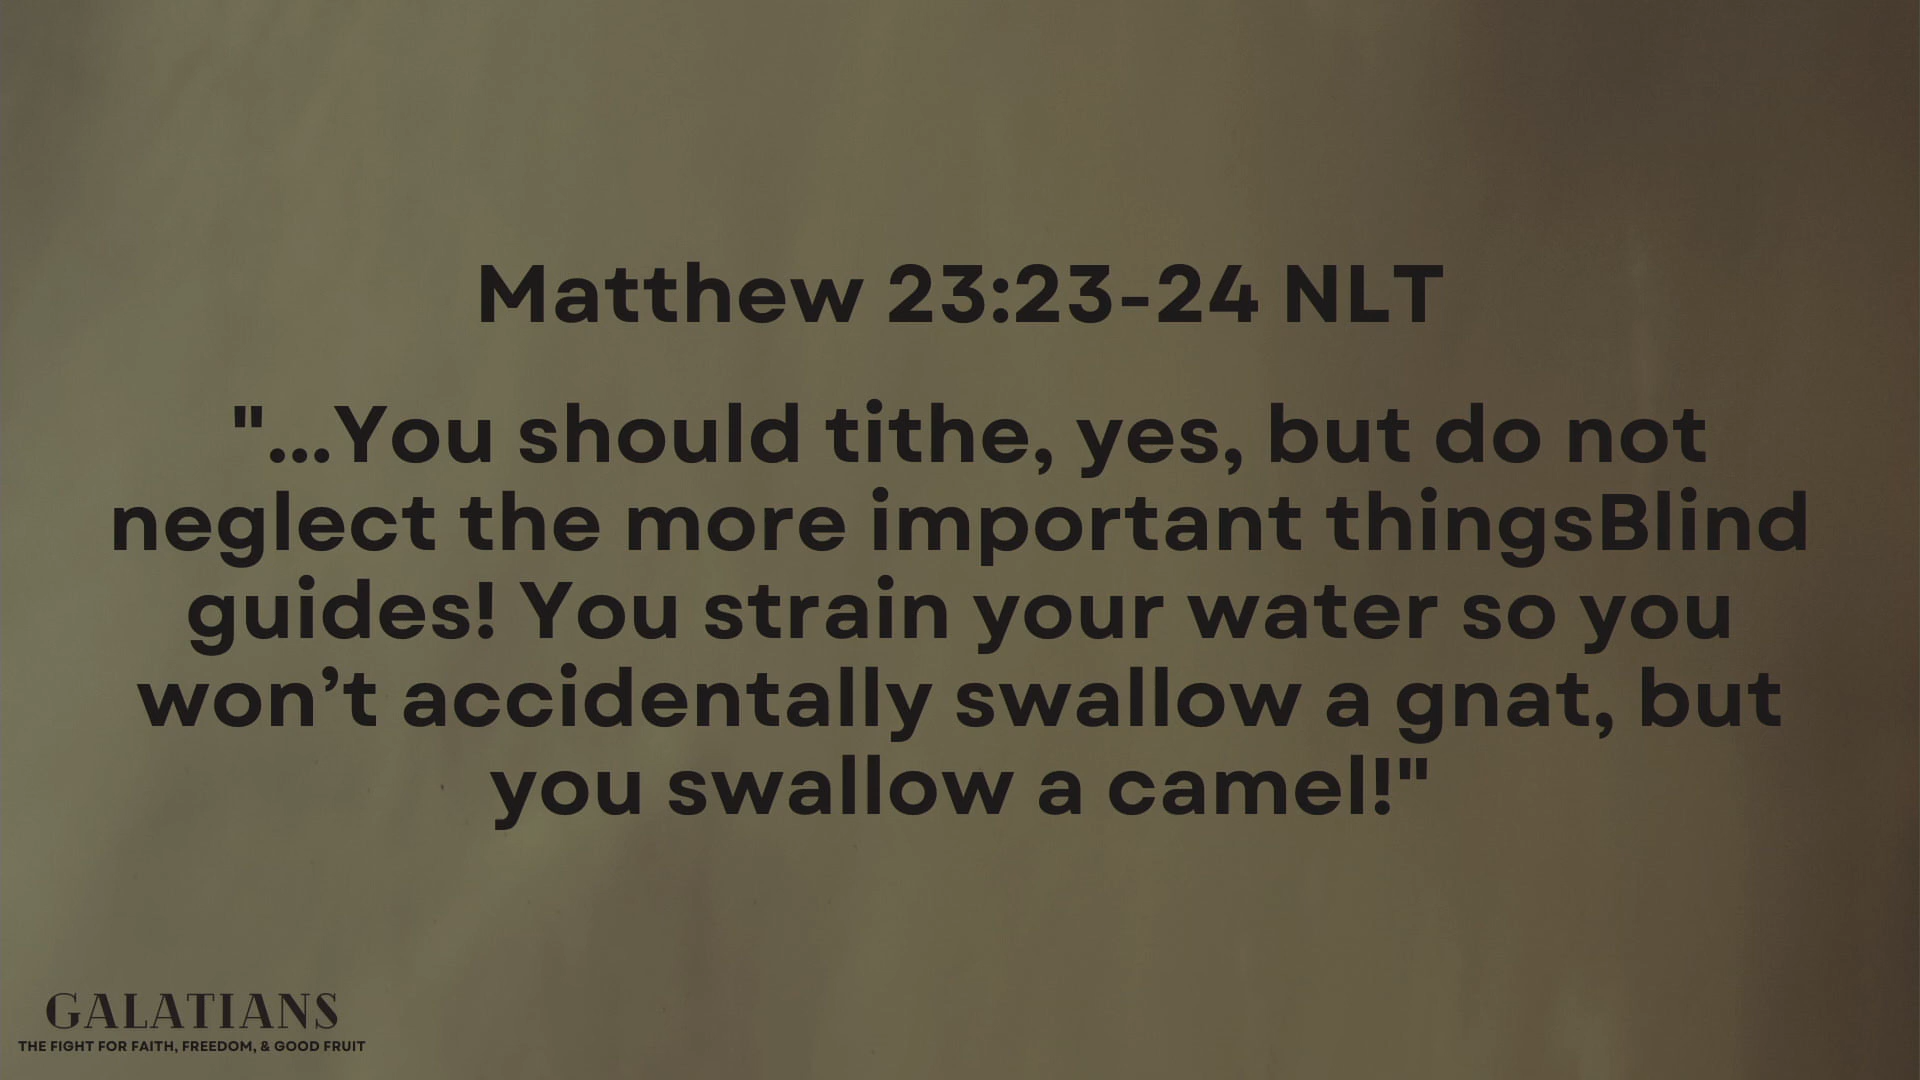 Matthew 23:23-24 NLT
"...You should tithe, yes, but do not
neglect the more important thingsBlind
guides! You strain your water so you
won’t accidentally swallow a gnat, but
you swallow a camel!"
GALATIANS
THE FIGHT FOR FAITH, FREEDOM, & GOOD FRUIT